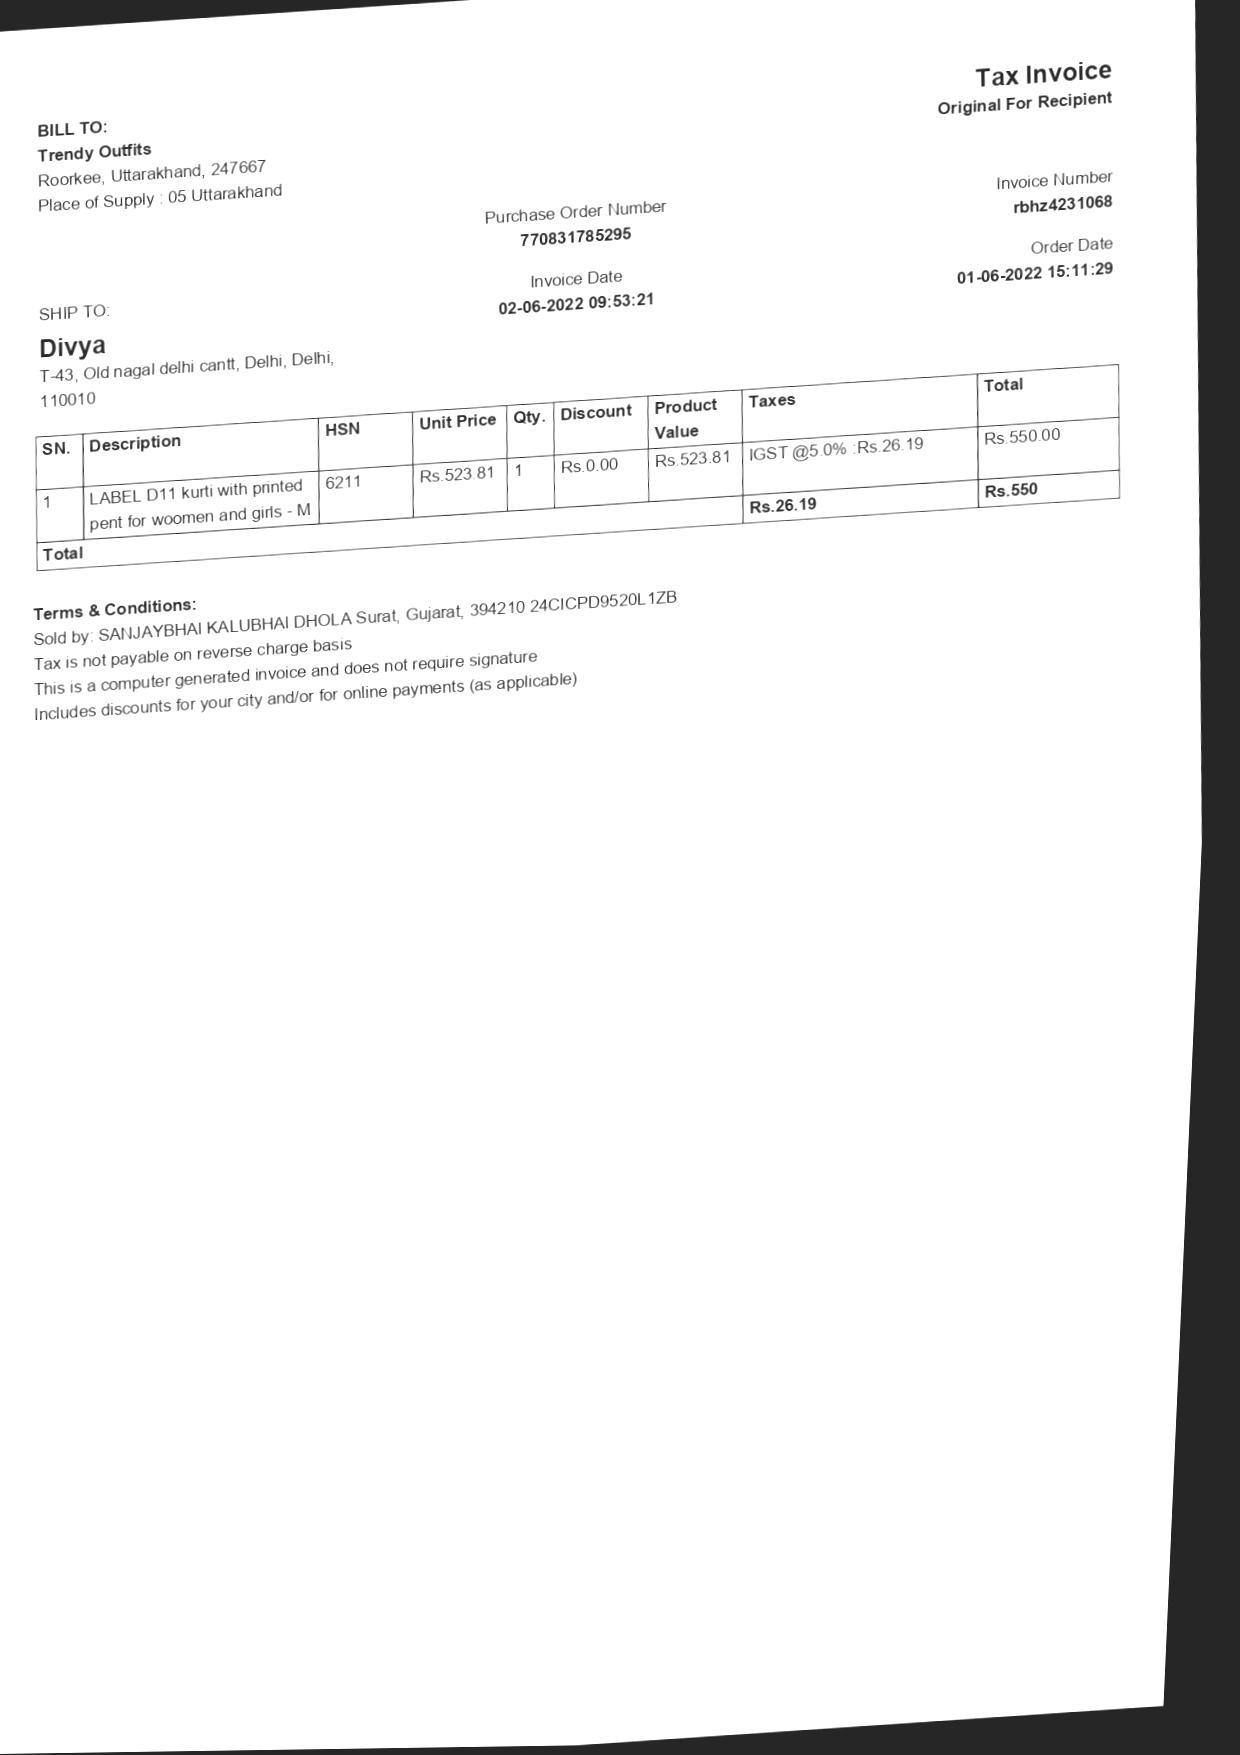 Tax Invoice
Original For Recipient
BILL TO:
Trendy Outfits
Roorkee, Uttarakhand, 247667
Place of Supply : 05 Uttarakhand
Purchase Order Number
770831785295
Invoice Number
rbhz4231068
Invoice Date
02-06-2022 09:53:21
Order Date
01-06-2022 15:11:29
SHIP TO:
Divya
T-43, Old nagal delhi cantt, Delhi, Delhi,
110010
SN. Description HSN Unit Price Qty. Discount Product Value Taxes Total
1 LABEL D11 kurti with printed 6211 Rs.523.81 1 Rs.0.00 Rs.523.81 IGST @5.0% :Rs.26.19 Rs.550.00
pent for woomen and girls - M
Total Rs.26.19 Rs.550
Terms & Conditions:
Sold by: SANJAYBHAI KALUBHAI DHOLA Surat, Gujarat, 394210 24CICPD9520L1ZB
Tax is not payable on reverse charge basis
This is a computer generated invoice and does not require signature
Includes discounts for your city and/or for online payments (as applicable)